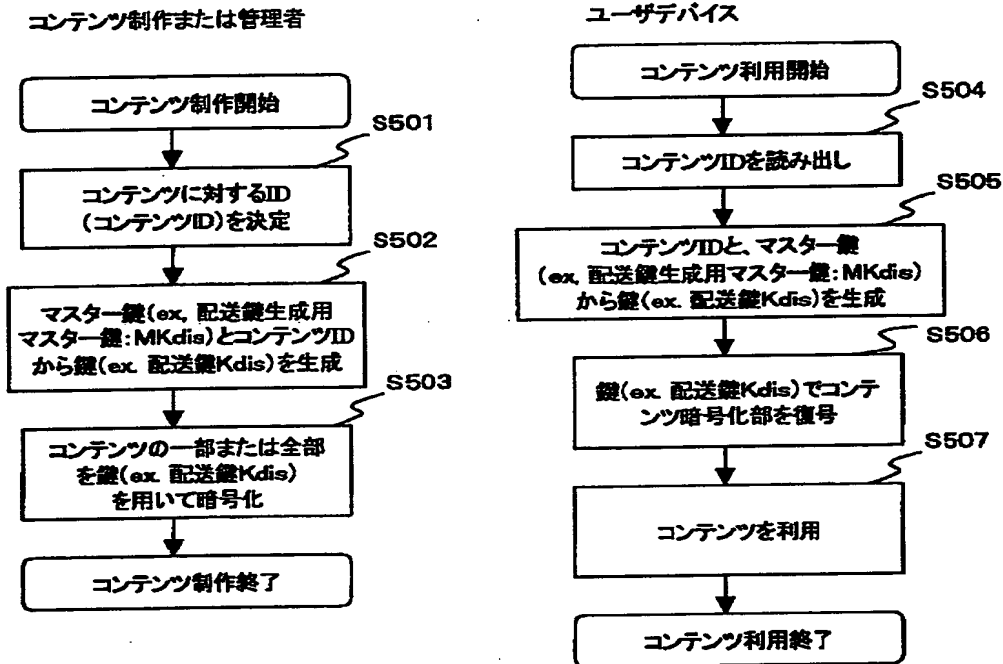 コンテンツ制作または管理者
コンテンツ制作開始
S501
コンテンツに対するID
(コンテンツID)を決定
S502
マスター鍵(ex, 配送鍵生成用
マスター鍵:MKdis)とコンテンツID
から鍵(ex. 配送鍵Kdis)を生成
S503
コンテンツの一部または全部
を鍵(ex. 配送鍵Kdis)
を用いて暗号化
コンテンツ制作終了
ユーザデバイス
コンテンツ利用開始
S504
コンテンツIDを読み出し
S505
コンテンツIDと、マスター鍵
(ex, 配送鍵生成用マスター鍵:MKdis)
から鍵(ex. 配送鍵Kdis)を生成
S506
鍵(ex. 配送鍵Kdis)でコンテ
ンツ暗号化部を復号
S507
コンテンツを利用
コンテンツ利用終了